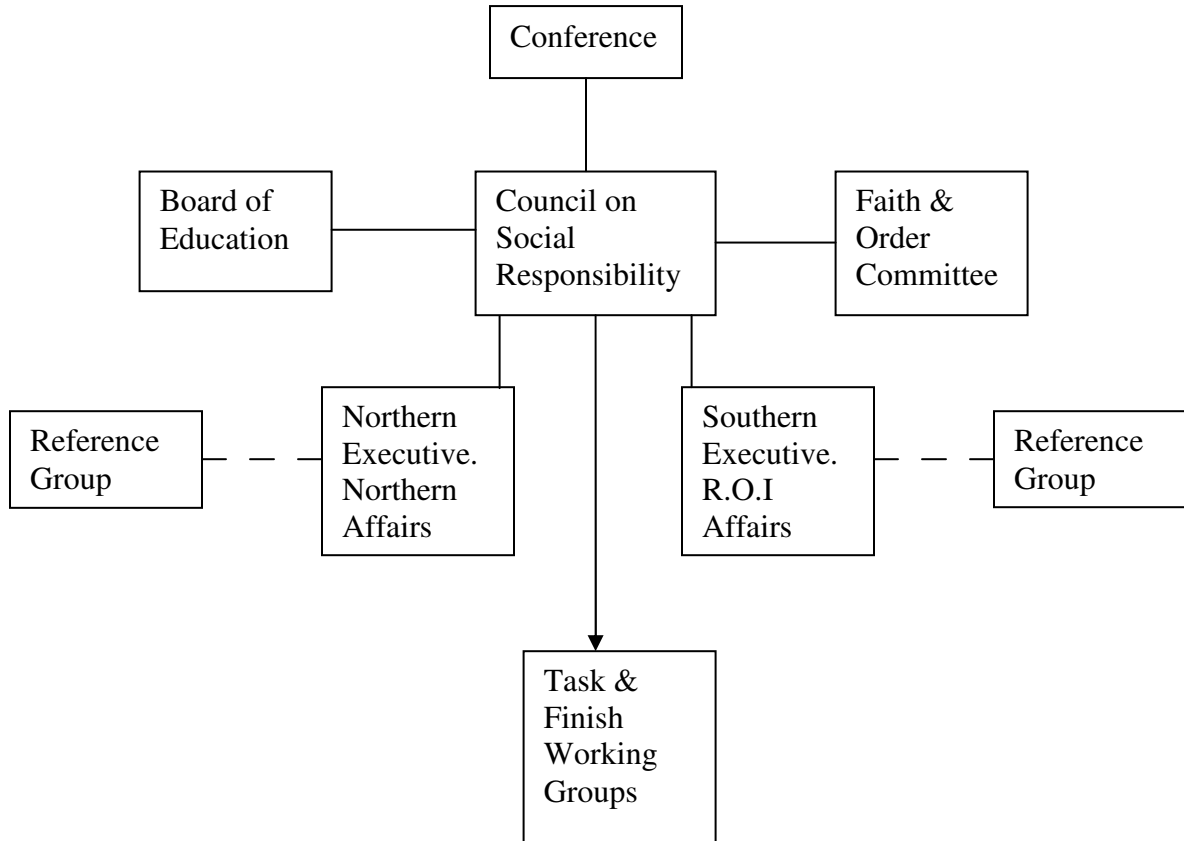 Conference
Board of
Education
Council on
Social
Responsibility
Faith &
Order
Committee
Reference
Group
Northern
Executive.
Northern
Affairs
Southern
Executive.
R.O.I
Affairs
Reference
Group
Task &
Finish
Working
Groups